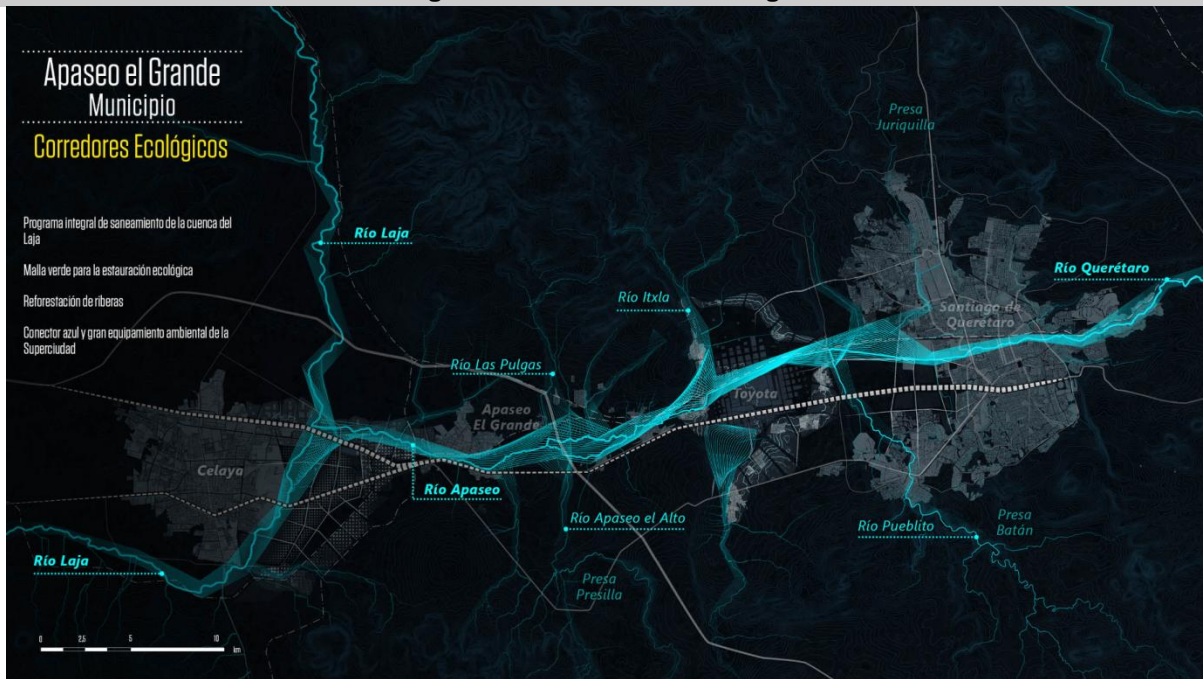 Apaseo el Grande
Municipio
Corredores Ecológicos
Programa integral de saneamiento de la cuenca del
Laja
Malla verde para la estauración ecológica
Reforestación de riberas
Conector azul y gran equipamiento ambiental de la
Superciudad
Presa
Juriquilla
Río Laja
Río Querétaro
Río Itxla
Santiago de
Querétaro
Río Las Pulgas
Toyota
Apaseo
El Grande
Celaya
Río Apaseo
Río Apaseo el Alto
Río Pueblito
Presa
Batán
Río Laja
Presa
Presilla
0 2,5 5 10
km